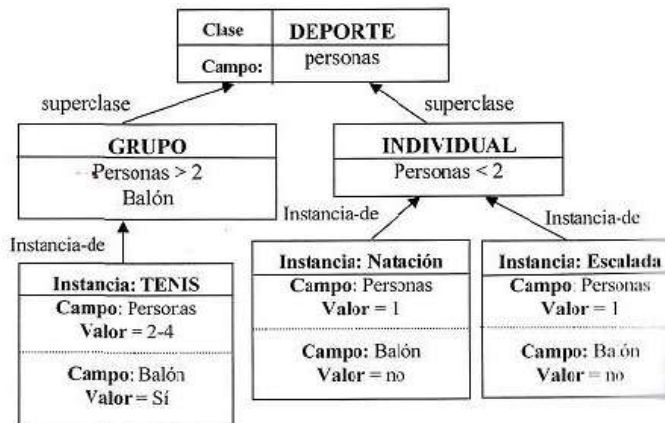 Clase DEPORTE
Campo: personas
superclase superclase
GRUPO
Personas > 2
Balón
INDIVIDUAL
Personas < 2
Instancia-de
Instancia-de
Instancia-de
Instancia: TENIS
Campo: Personas
Valor = 2-4
Campo: Balón
Valor = Sí
Instancia: Natación
Campo: Personas
Valor = 1
Campo: Balón
Valor = no
Instancia: Escalada
Campo: Personas
Valor = 1
Campo: Balón
Valor = no